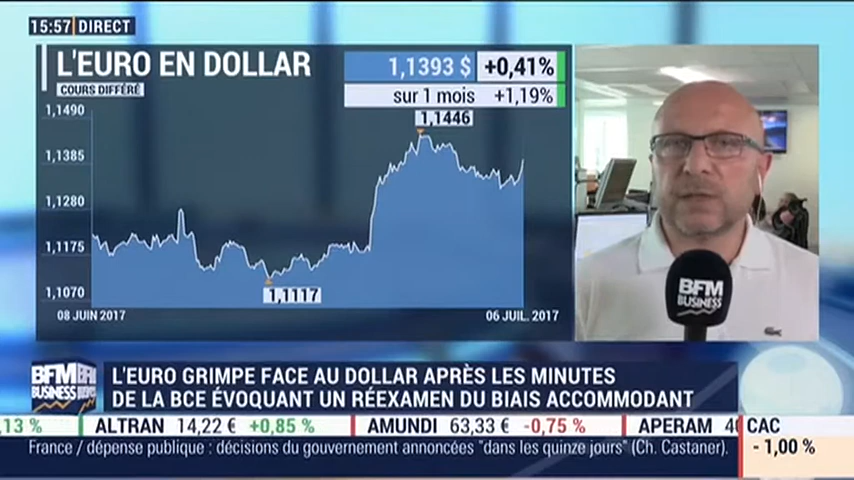 15:57 DIRECT
L'EURO EN DOLLAR
COURS DIFFÉRÉ
1,1393 $ +0,41%
sur 1 mois +1,19%
1,1490
1,1385
1,1280
1,1175
1,1070
1,1446
1,1117
08 JUIN 2017
06 JUIL. 2017
BFM
BUSINESS
BFM
BUSINESS
L'EURO GRIMPE FACE AU DOLLAR APRÈS LES MINUTES
DE LA BCE ÉVOQUANT UN RÉEXAMEN DU BIAIS ACCOMMODANT
,13 % ALTRAN 14,22 € +0,85 % AMUNDI 63,33 € -0,75 % APERAM
CAC
- 1,00 %
France / dépense publique : décisions du gouvernement annoncées "dans les quinze jours" (Ch. Castaner).